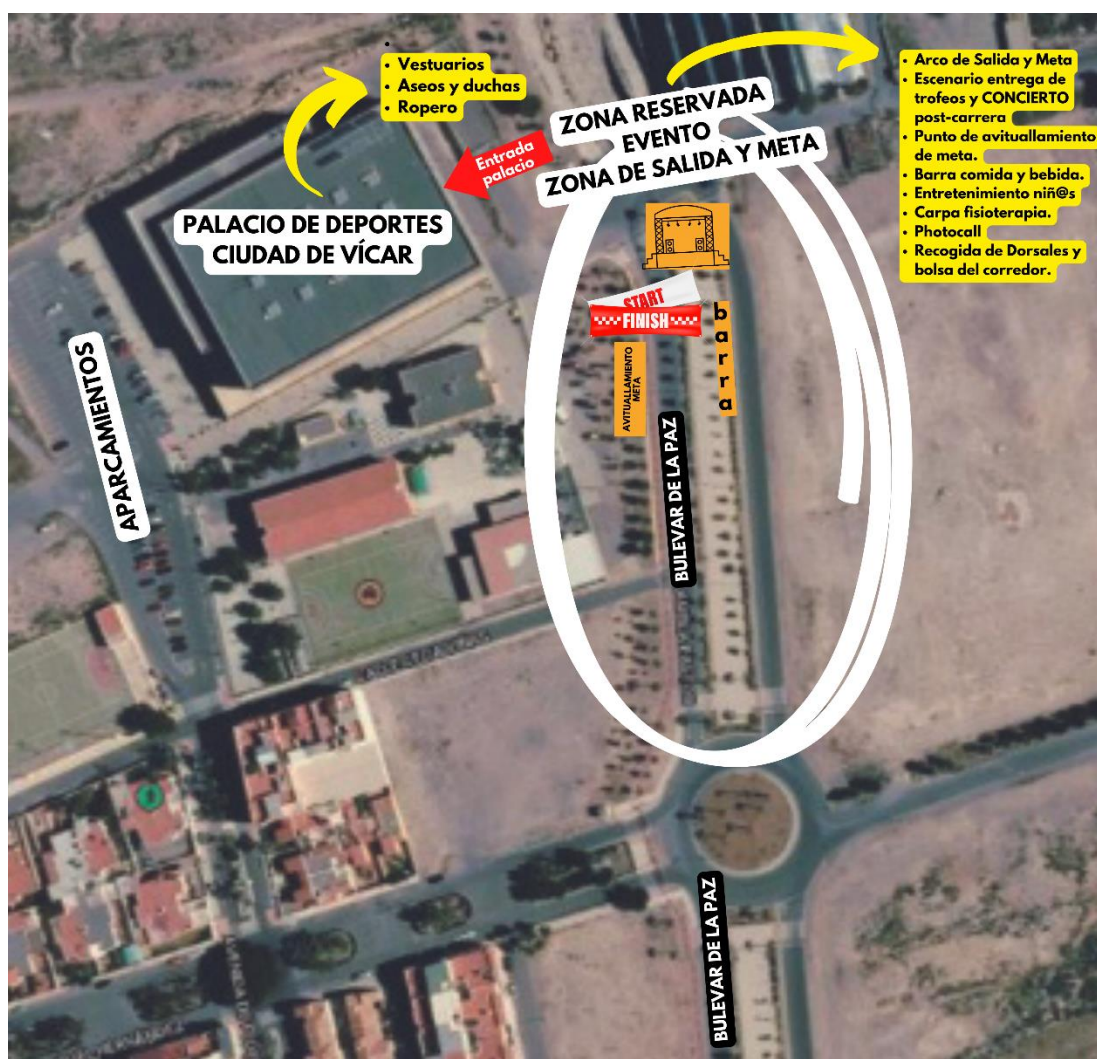 • Vestuarios
• Aseos y duchas
• Ropero
• Arco de Salida y Meta
• Escenario entrega de
trofeos y CONCIERTO
post-carrera
• Punto de avituallamiento
de meta.
• Barra comida y bebida.
• Entretenimiento niñ@s
• Carpa fisioterapia.
• Photocall
• Recogida de Dorsales y
bolsa del corredor.
ZONA RESERVADA
EVENTO
ZONA DE SALIDA Y META
Entrada
palacio
PALACIO DE DEPORTES
CIUDAD DE VÍCAR
START
FINISH
barra
AVITUALLAMIENTO
META
APARCAMIENTOS
BULEVAR DE LA PAZ
BULEVAR DE LA PAZ